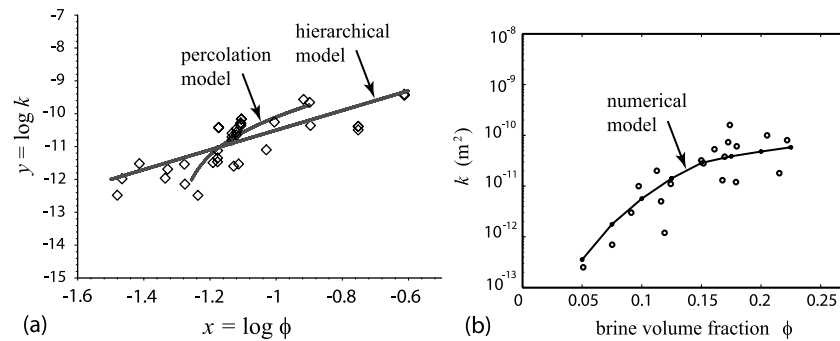 -7
-8
-9
-10
-11
-12
-13
-14
-15
y = log k
percolation
model
hierarchical
model
-1.6
-1.4
-1.2
-1
-0.8
-0.6
(a)
x = log ϕ
10⁻⁸
10⁻⁹
10⁻¹⁰
10⁻¹¹
10⁻¹²
10⁻¹³
k (m²)
numerical
model
0
0.05
0.1
0.15
0.2
0.25
(b)
brine volume fraction ϕ